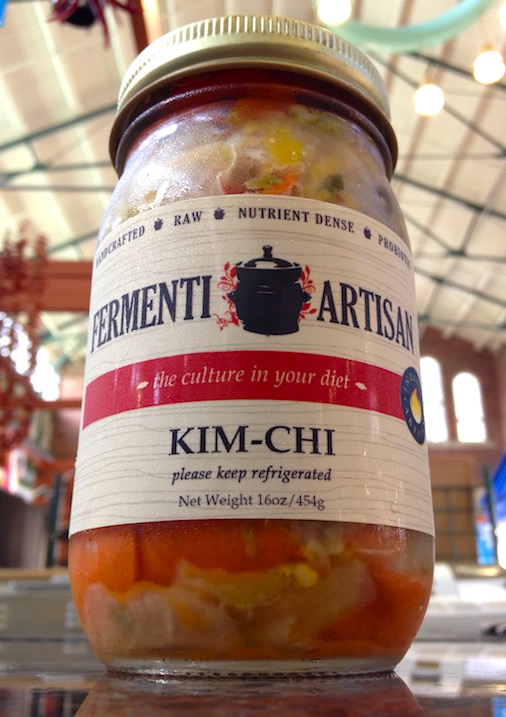 HANDCRAFTED RAW NUTRIENT DENSE PROBIOTIC
FERMENTI ARTISAN
the culture in your diet
KIM-CHI
please keep refrigerated
Net Weight 16oz/454g